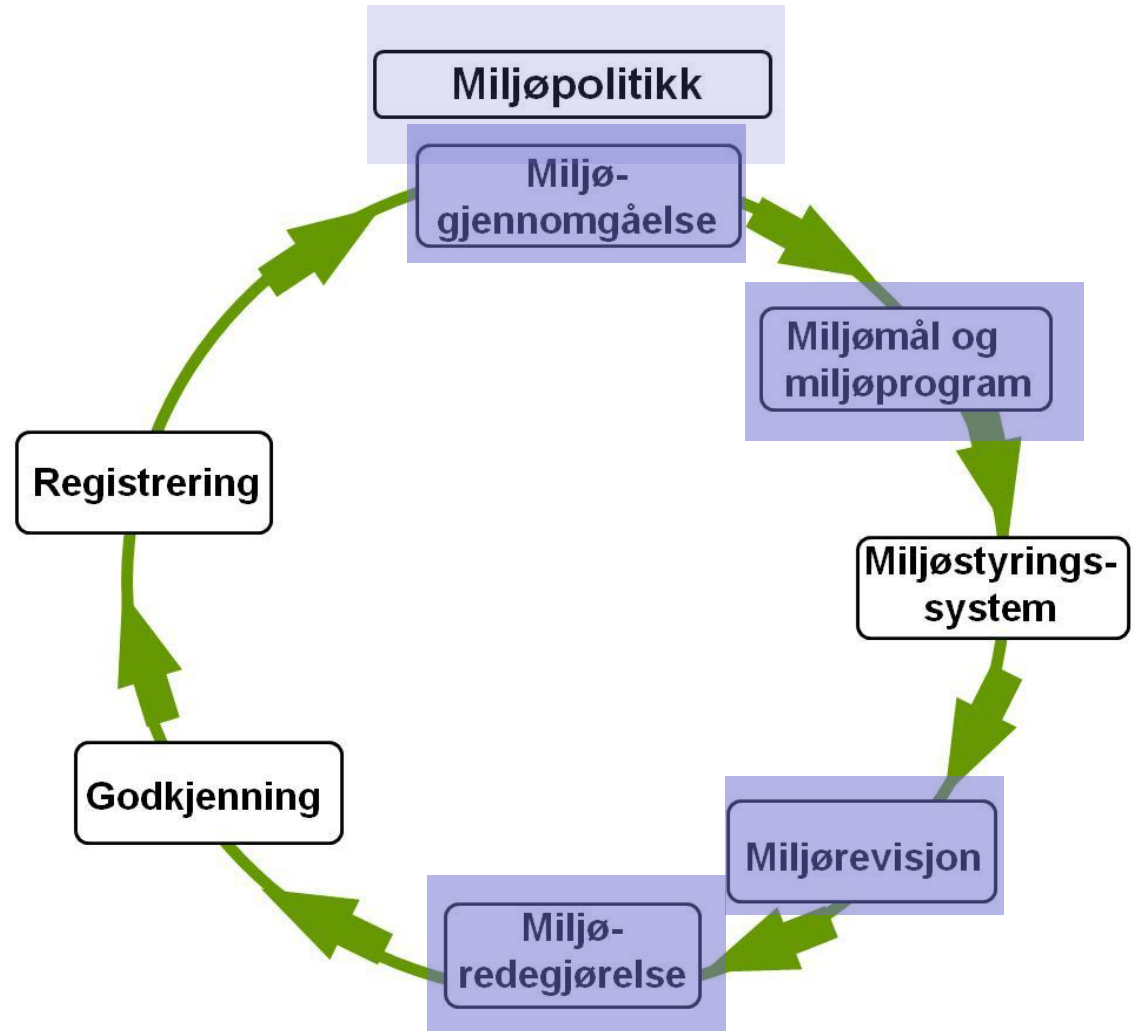 Miljøpolitikk
Miljø-
gjennomgåelse
Miljømål og
miljøprogram
Miljøstyrings-
system
Miljørevisjon
Miljø-
redegjørelse
Godkjenning
Registrering